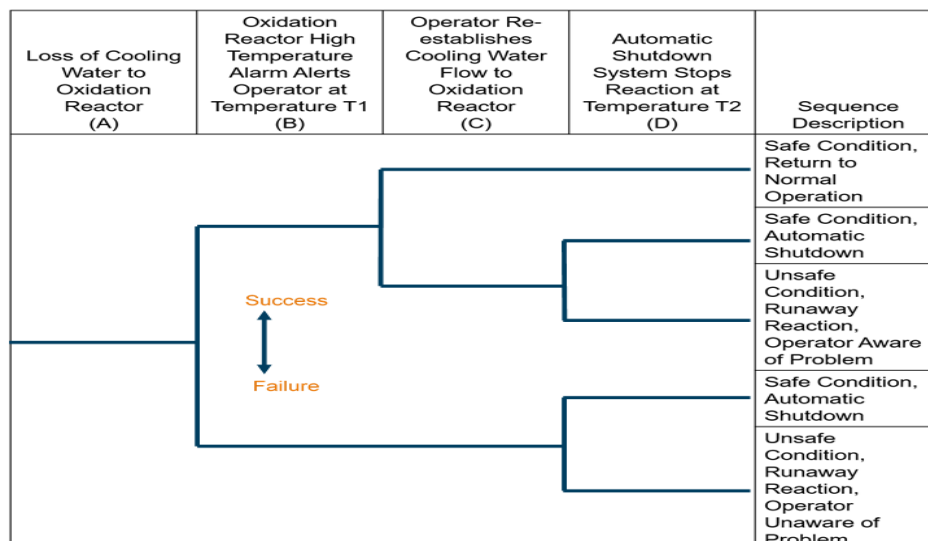 Loss of Cooling
Water to
Oxidation
Reactor
(A)
Oxidation
Reactor High
Temperature
Alarm Alerts
Operator at
Temperature T1
(B)
Operator Re-
establishes
Cooling Water
Flow to
Oxidation
Reactor
(C)
Automatic
Shutdown
System Stops
Reaction at
Temperature T2
(D)
Sequence
Description
Safe Condition,
Return to
Normal
Operation
Safe Condition,
Automatic
Shutdown
Unsafe
Condition,
Runaway
Reaction,
Operator Aware
of Problem
Success
Failure
Safe Condition,
Automatic
Shutdown
Unsafe
Condition,
Runaway
Reaction,
Operator
Unaware of
Problem